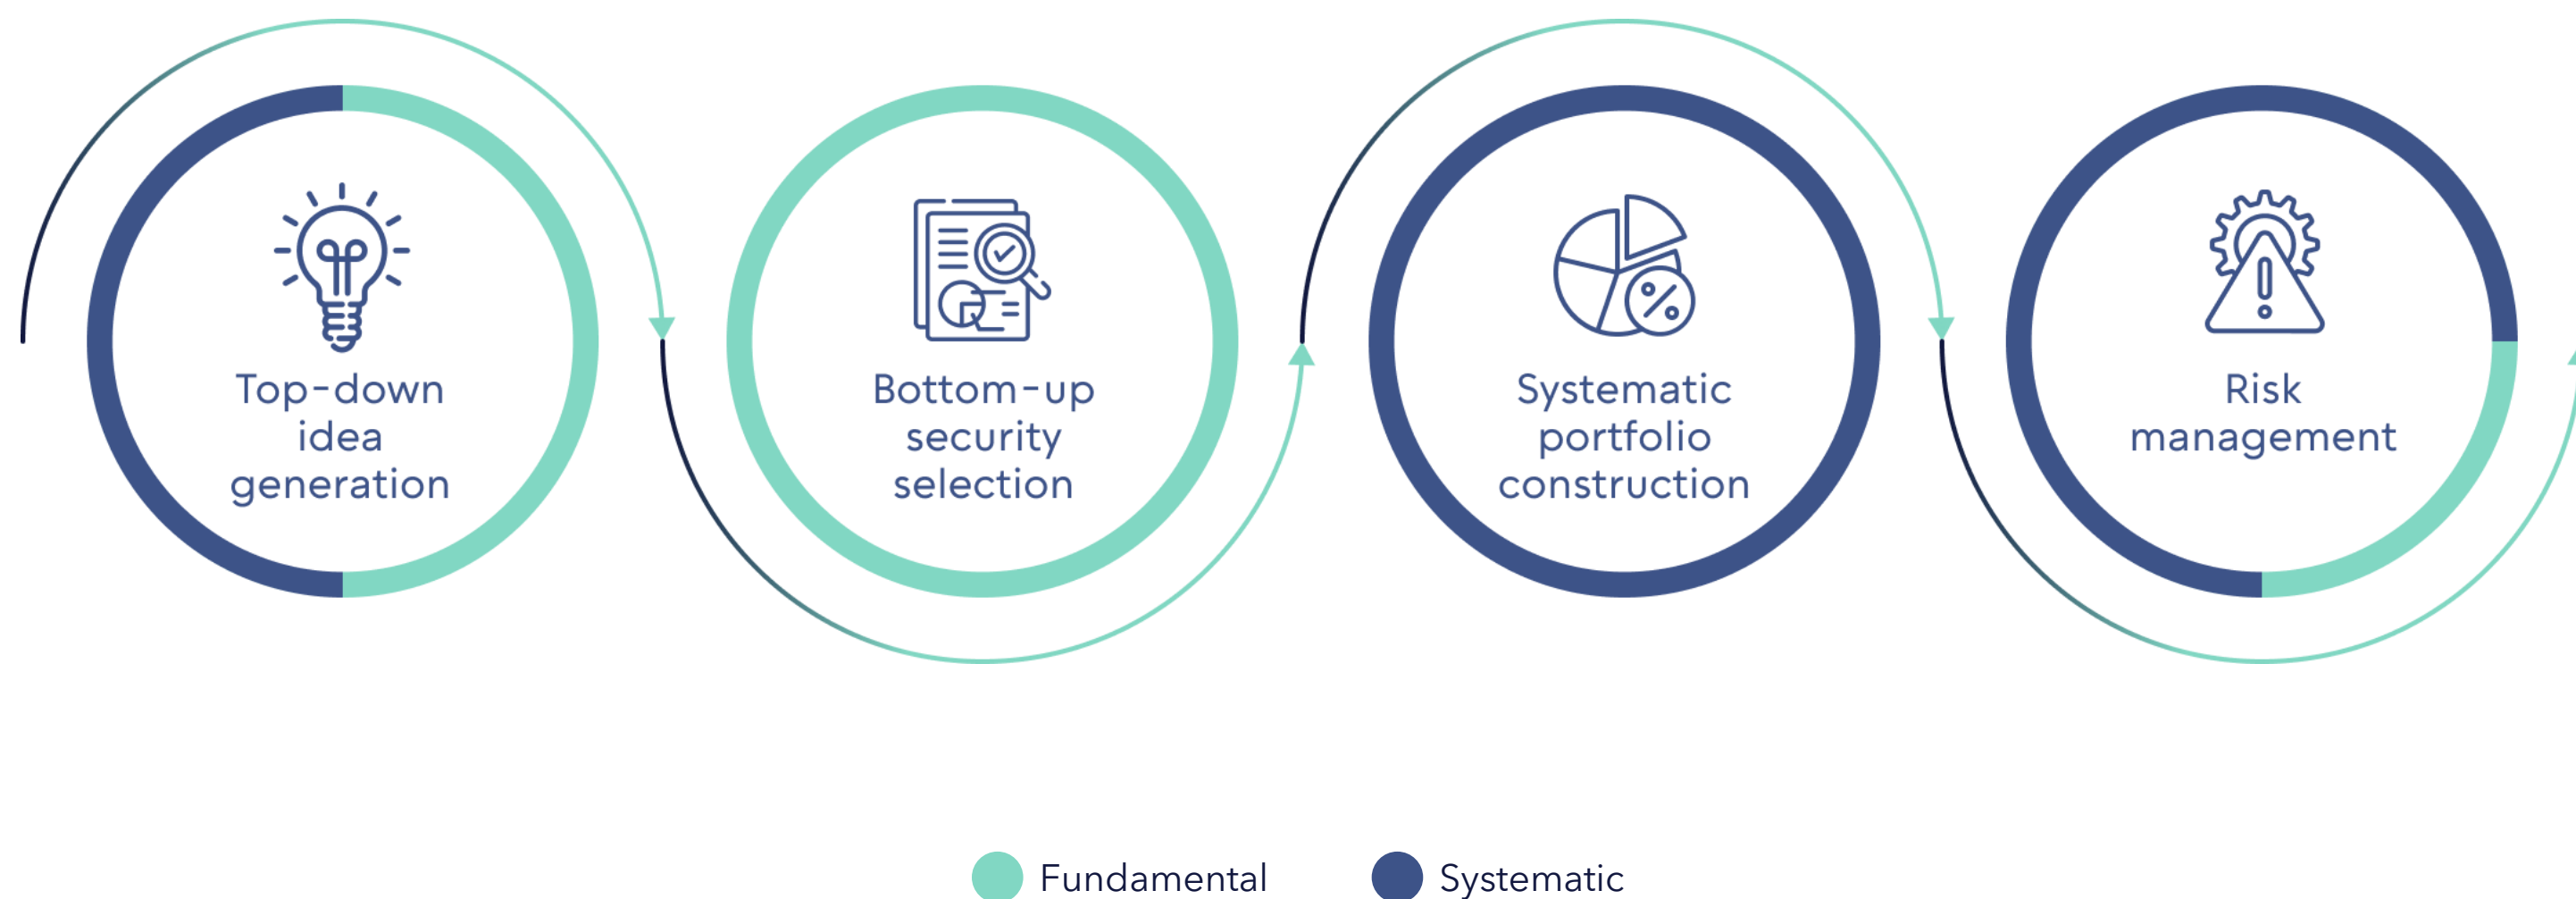 Top-down
idea
generation
Bottom-up
security
selection
Systematic
portfolio
construction
Risk
management
%
Fundamental
Systematic